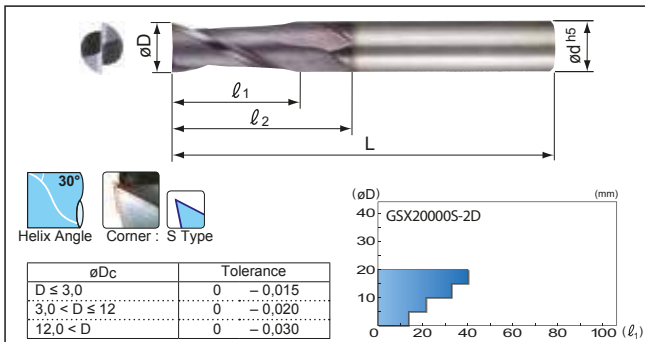 øD
ød h5
ℓ1
ℓ2
L
30°
Helix Angle
Corner : S Type
øDc Tolerance
D ≤ 3,0 0 – 0,015
3,0 < D ≤ 12 0 – 0,020
12,0 < D 0 – 0,030
(øD) (mm)
GSX20000S-2D
40
30
20
10
0 20 40 60 80 100 (ℓ1)